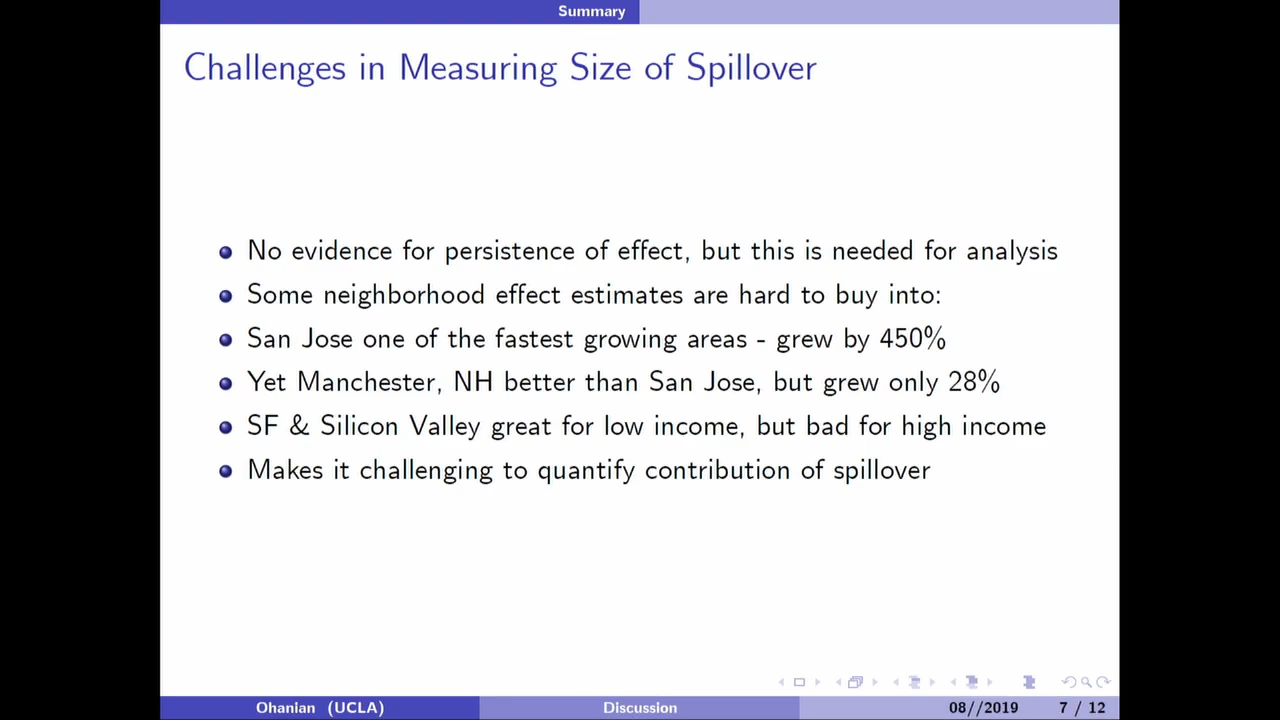 Summary
Challenges in Measuring Size of Spillover
No evidence for persistence of effect, but this is needed for analysis
Some neighborhood effect estimates are hard to buy into:
San Jose one of the fastest growing areas - grew by 450%
Yet Manchester, NH better than San Jose, but grew only 28%
SF & Silicon Valley great for low income, but bad for high income
Makes it challenging to quantify contribution of spillover
Ohanian (UCLA) Discussion 08//2019 7 / 12